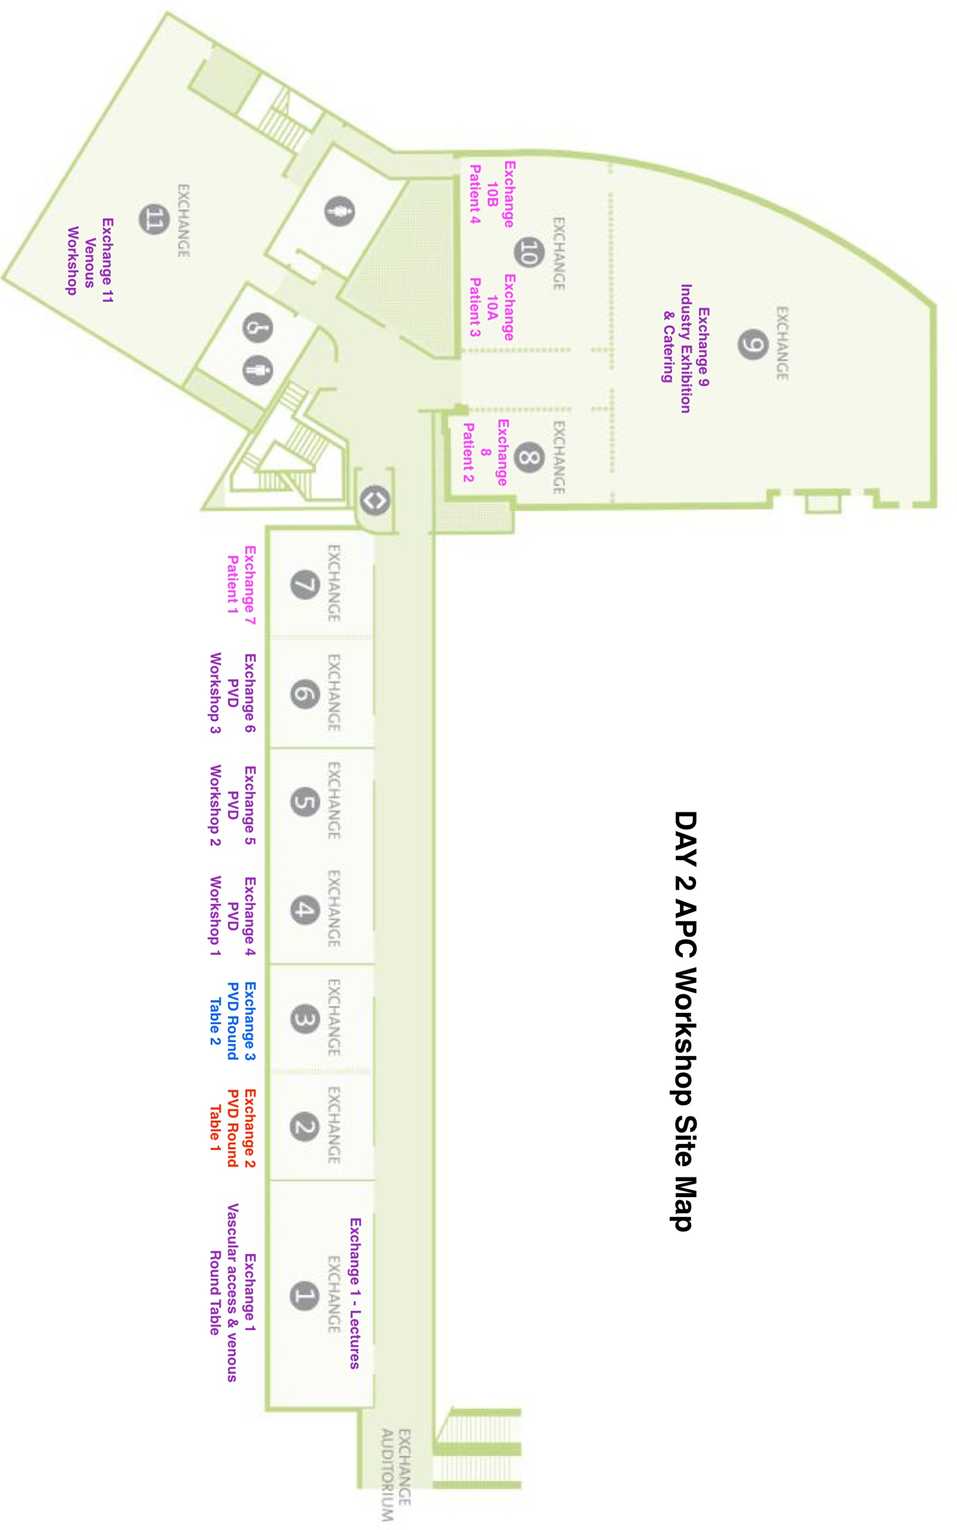 DAY 2 APC Workshop Site Map
EXCHANGE
9
Exchange 9
Industry Exhibition
& Catering
EXCHANGE
10
Exchange
10B
Patient 4
Exchange
10A
Patient 3
EXCHANGE
8
Exchange
8
Patient 2
EXCHANGE
11
Exchange 11
Venous
Workshop
EXCHANGE
7
Exchange 7
Patient 1
EXCHANGE
6
Exchange 6
PVD
Workshop 3
EXCHANGE
5
Exchange 5
PVD
Workshop 2
EXCHANGE
4
Exchange 4
PVD
Workshop 1
EXCHANGE
3
Exchange 3
PVD Round
Table 2
EXCHANGE
2
Exchange 2
PVD Round
Table 1
Exchange 1 - Lectures
EXCHANGE
1
Exchange 1
Vascular access & venous
Round Table
EXCHANGE
AUDITORIUM